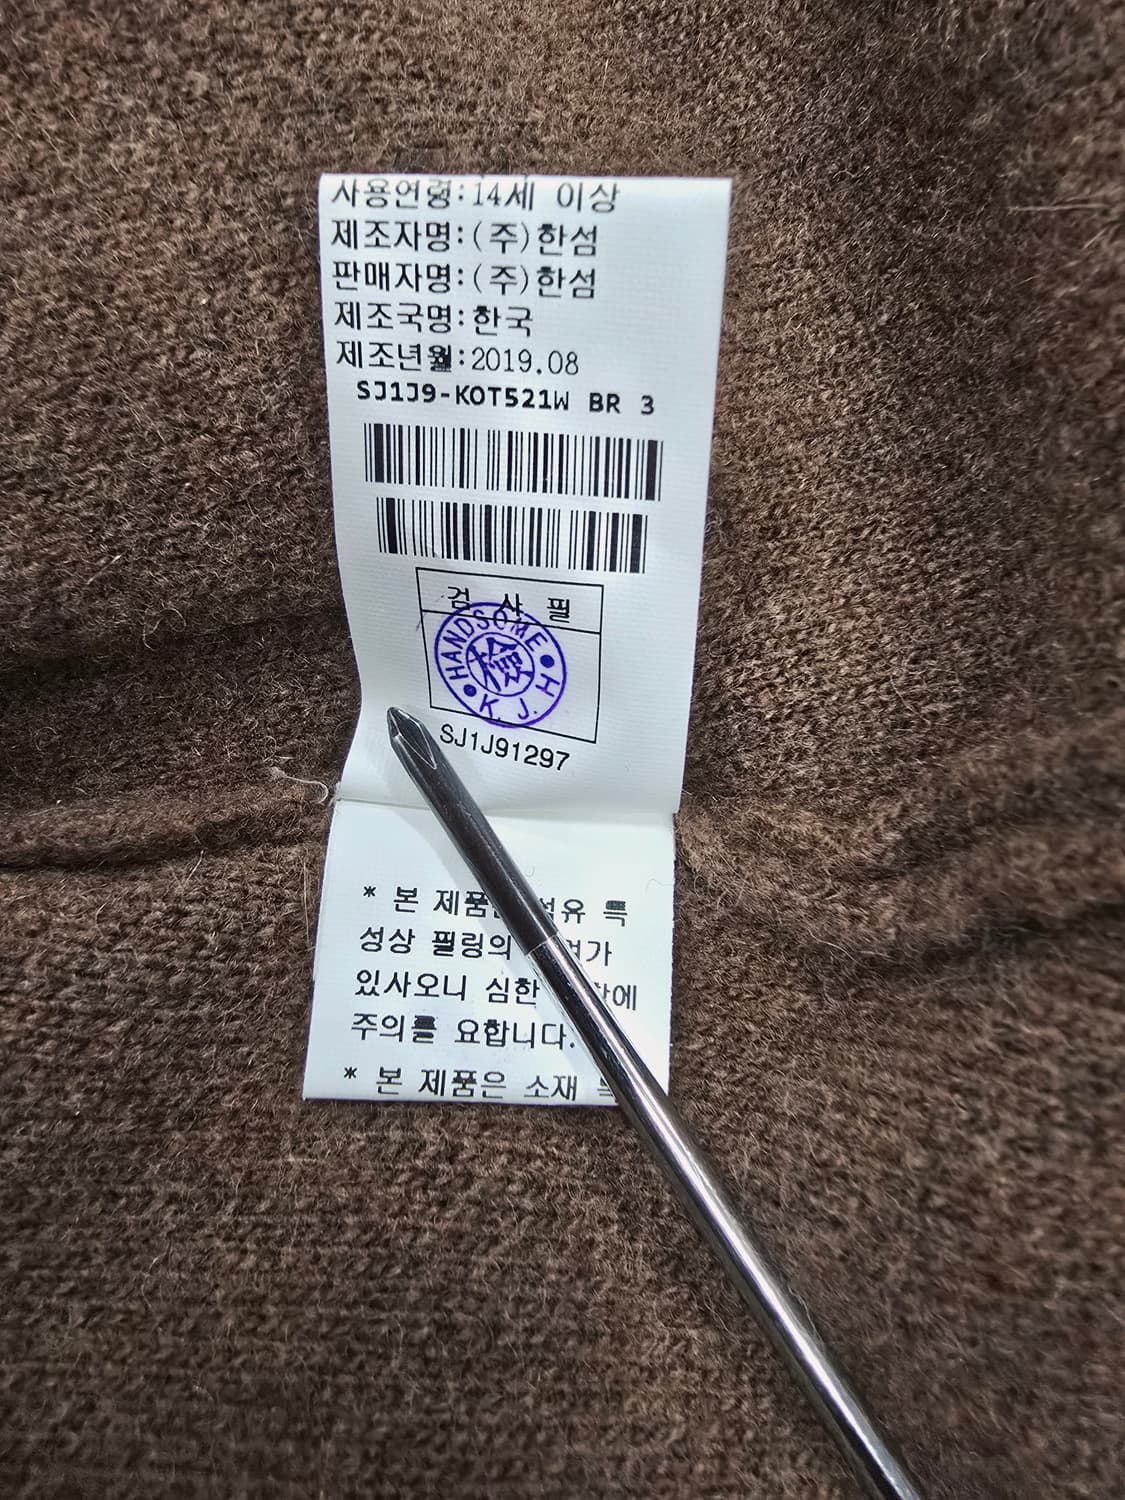 사용연령:14세 이상
제조자명:(주)한섬
판매자명:(주)한섬
제조국명:한국
제조년월:2019.08
SJ1J9-KOT521W BR 3
검 사 필
HANDSOME
檢
K. J. H
SJ1J91297
* 본 특
성상 필링의
있사오니 심한
주의를 요합니다.
* 본 제품은 소재